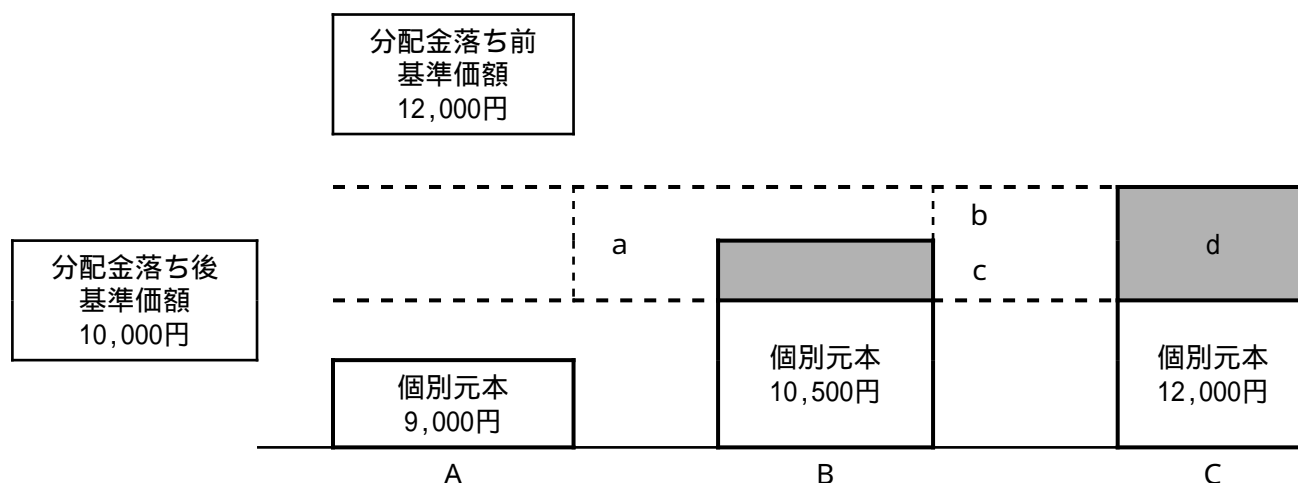 分配金落ち前
基準価額
12,000円
分配金落ち後
基準価額
10,000円
a
b
c
d
個別元本
9,000円
個別元本
10,500円
個別元本
12,000円
A
B
C